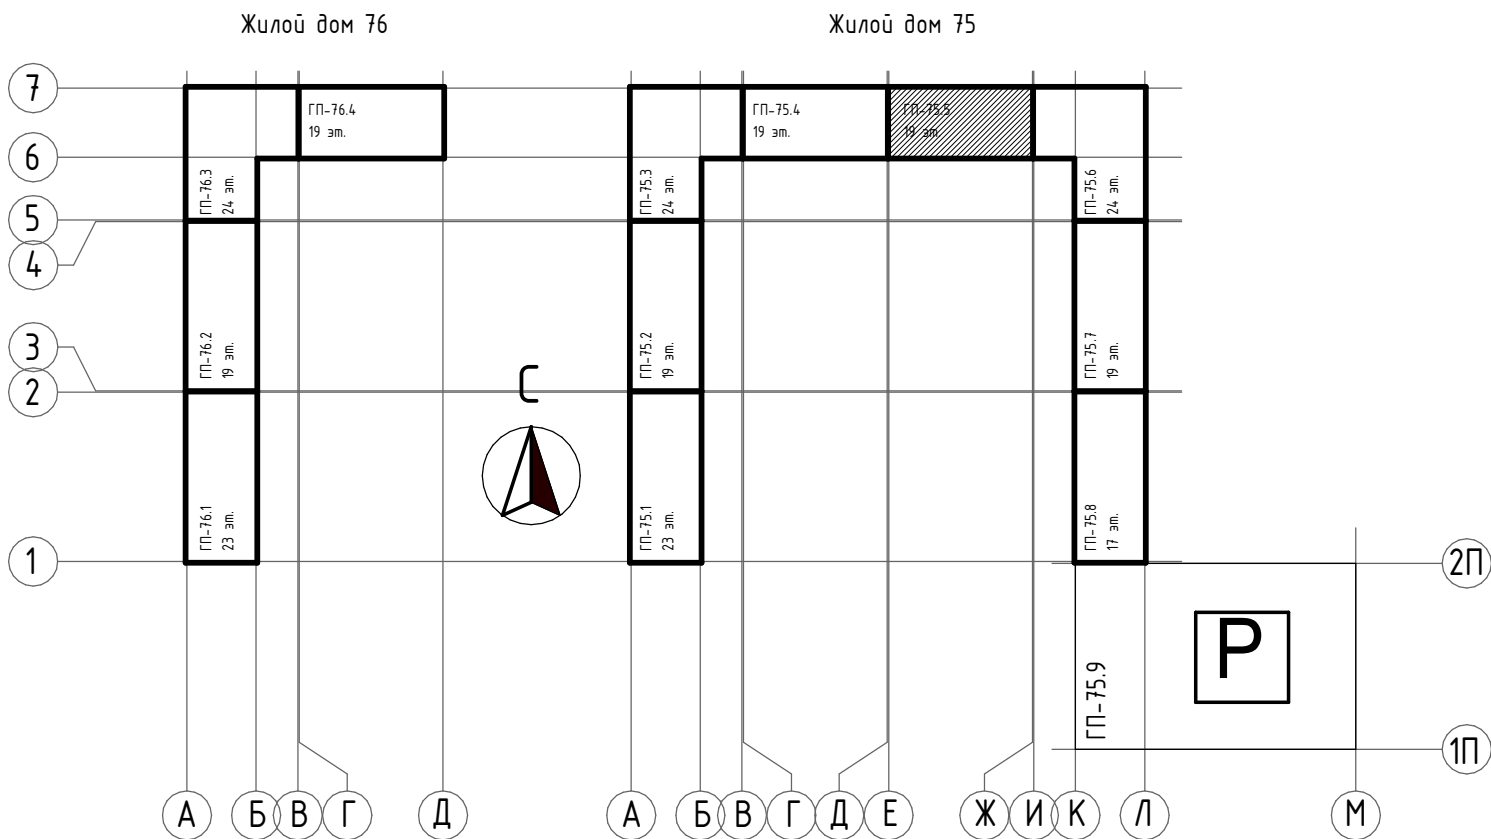 Жилой дом 76
Жилой дом 75
7
6
5
4
3
2
1
ГП-76.4
19 эт.
ГП-76.3
24 эт.
ГП-76.2
19 эт.
ГП-76.1
23 эт.
С
ГП-75.4
19 эт.
ГП-75.5
19 эт.
ГП-75.3
24 эт.
ГП-75.6
24 эт.
ГП-75.2
19 эт.
ГП-75.7
19 эт.
ГП-75.1
23 эт.
ГП-75.8
17 эт.
2П
P
ГП-75.9
1П
А Б В Г Д
А Б В Г Д Е Ж И К Л М